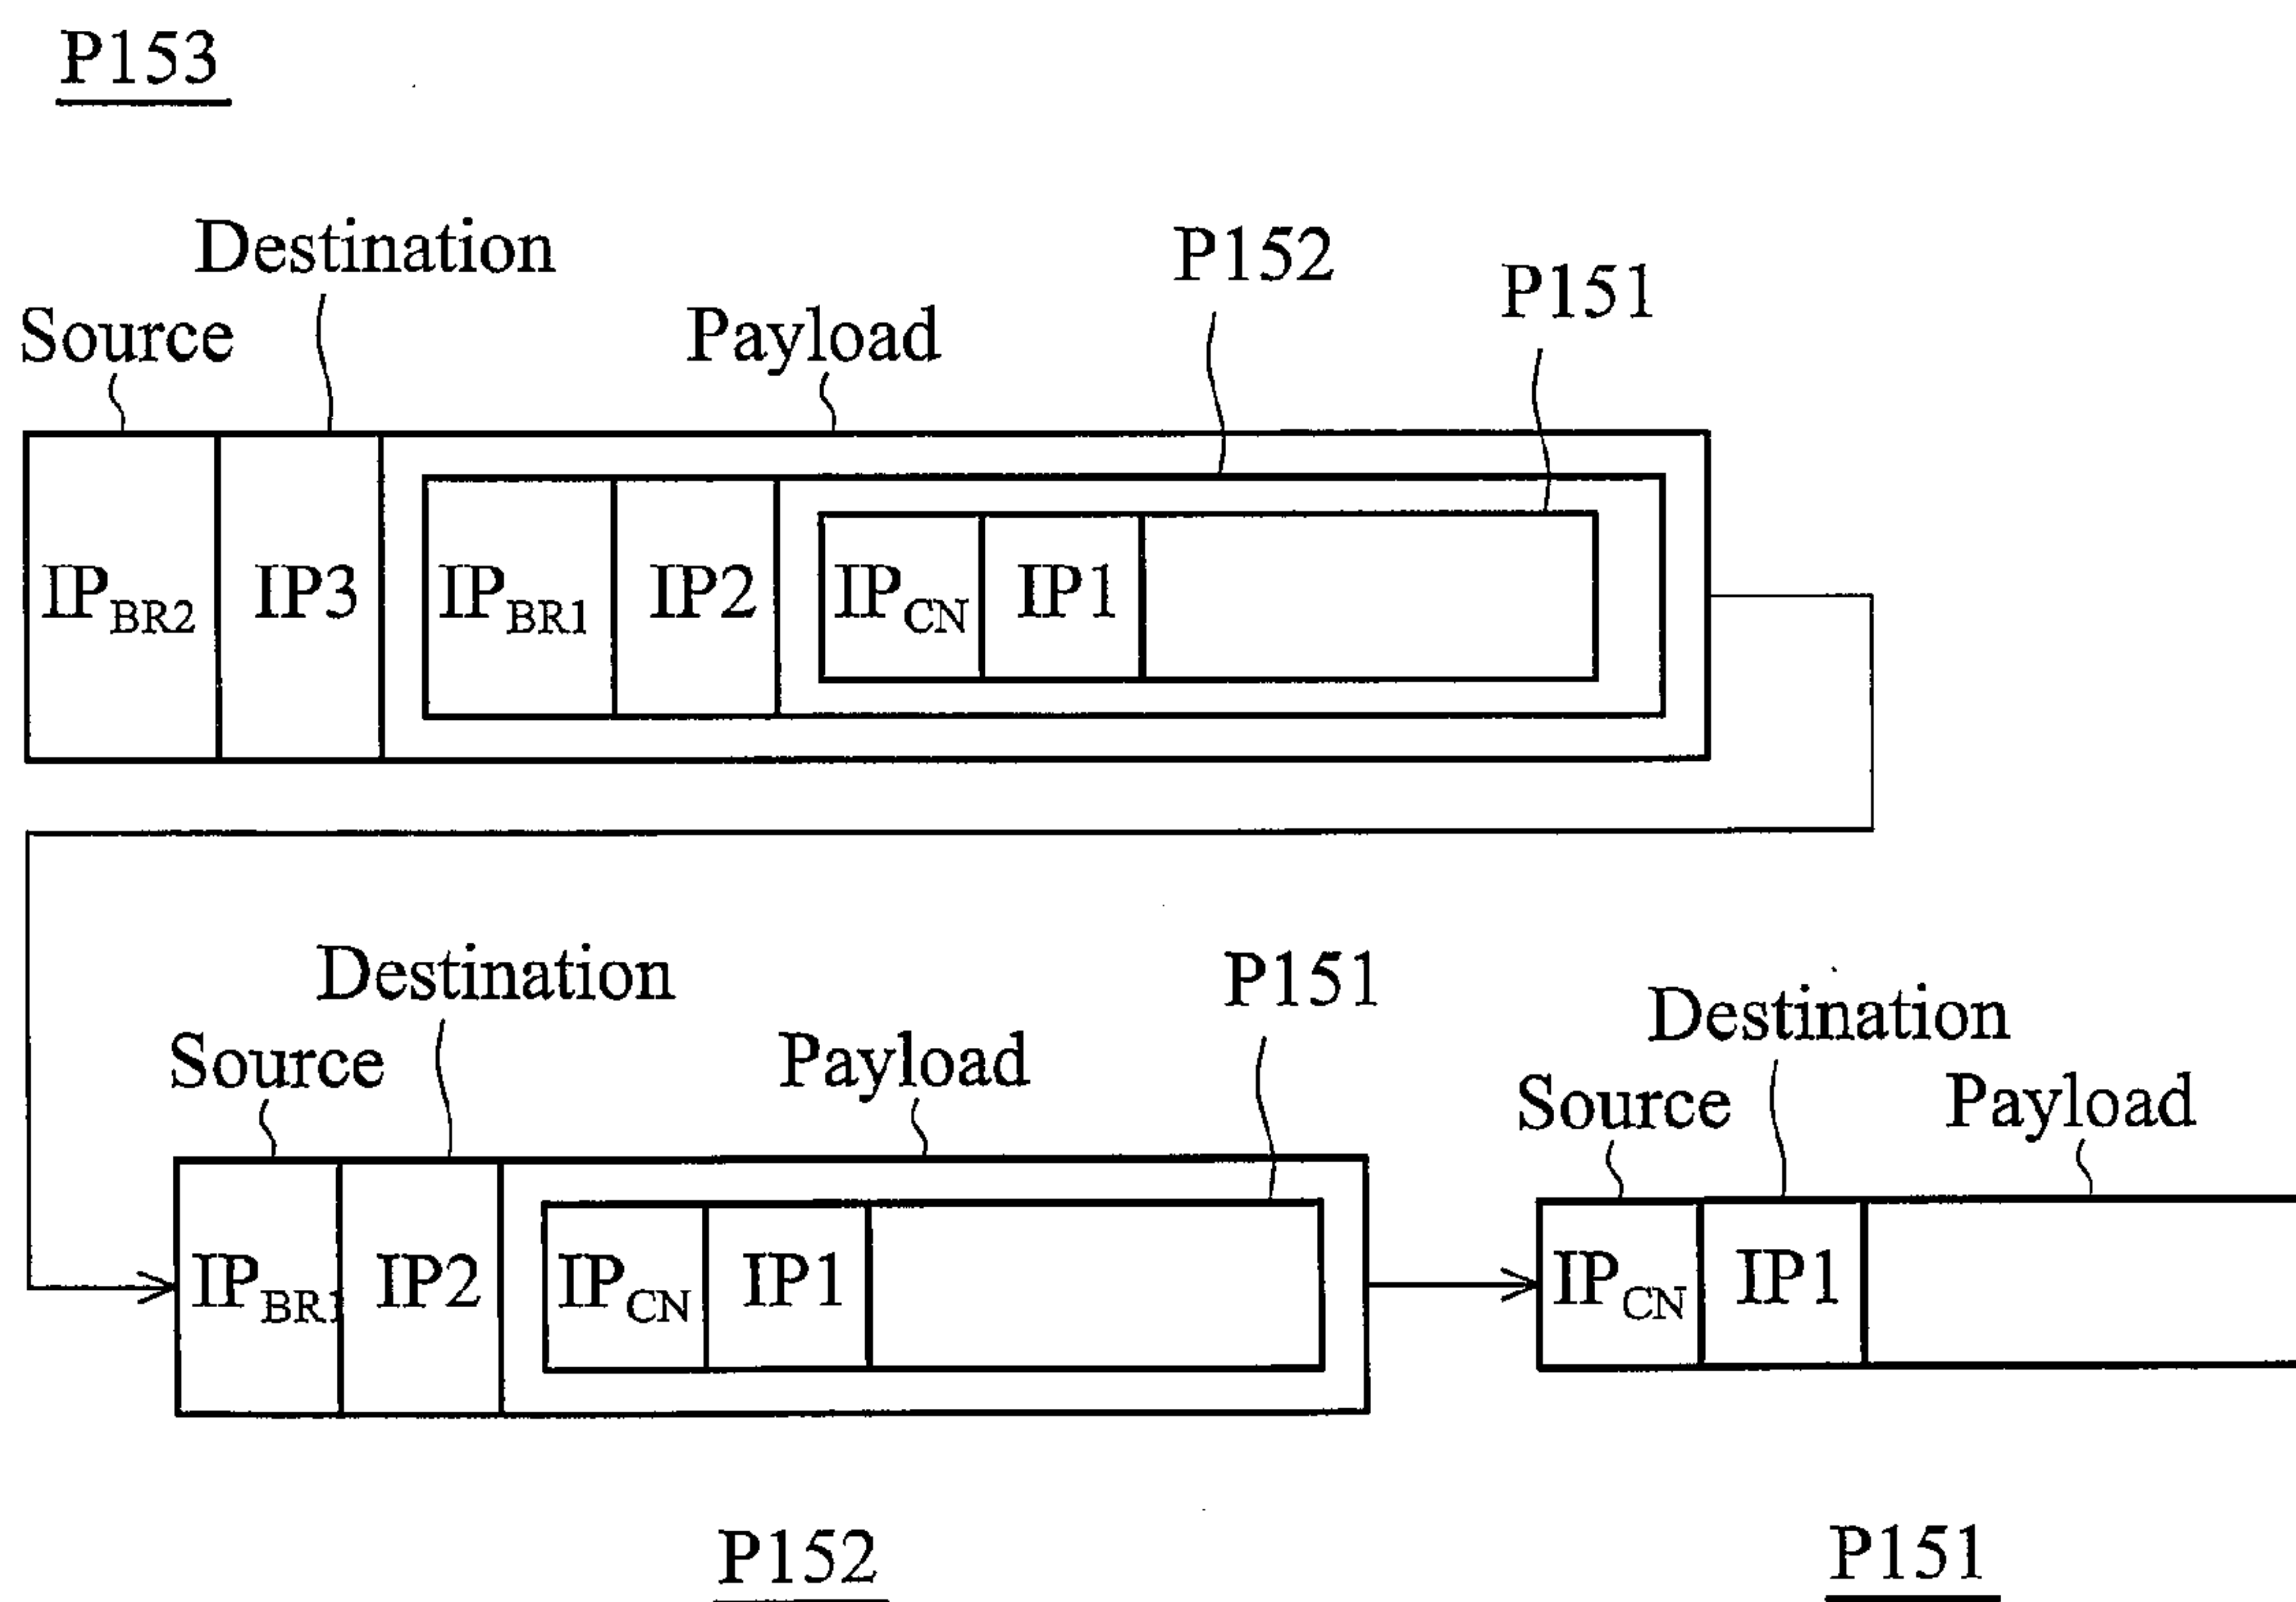 P153
Destination
P152
P151
Source
Payload
IPBR2 IP3 IPBR1 IP2 IPCN IP1
Destination
P151
Destination
Source
Payload
Source
Payload
IPBR1 IP2 IPCN IP1
IPCN IP1
P152
P151